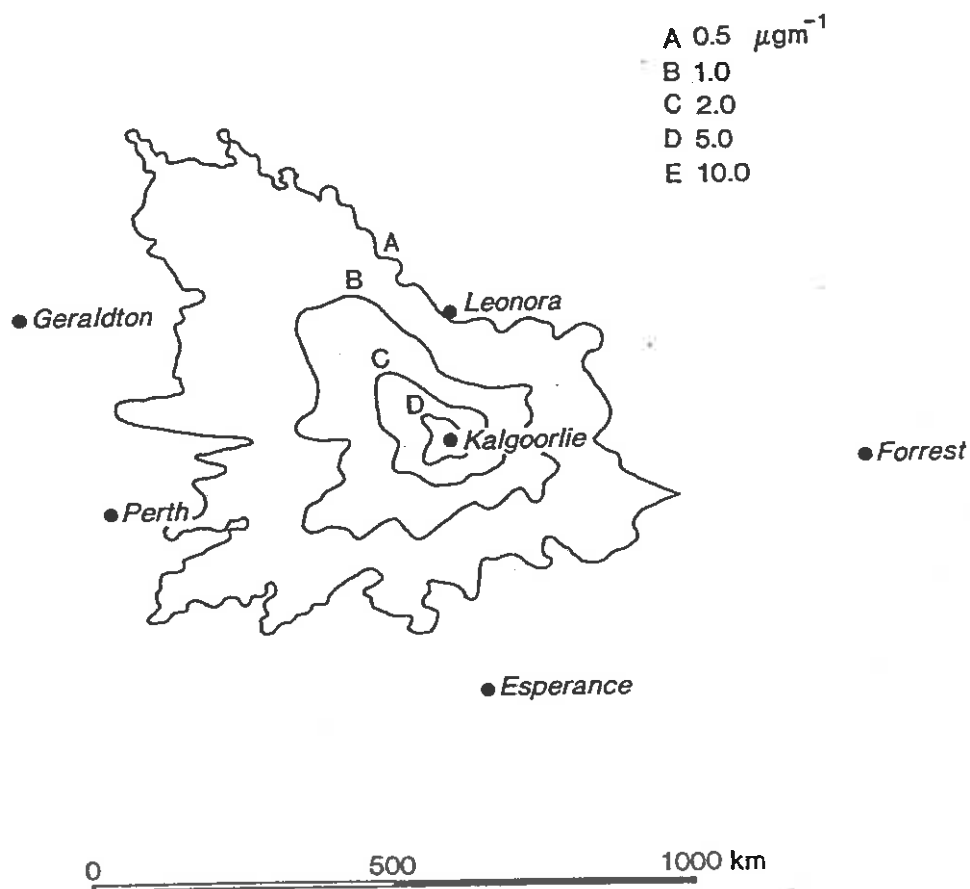 A 0.5 μgm⁻¹
B 1.0
C 2.0
D 5.0
E 10.0
A
B
Leonora
Geraldton
C
D
Kalgoorlie
Forrest
Perth
Esperance
0 500 1000 km